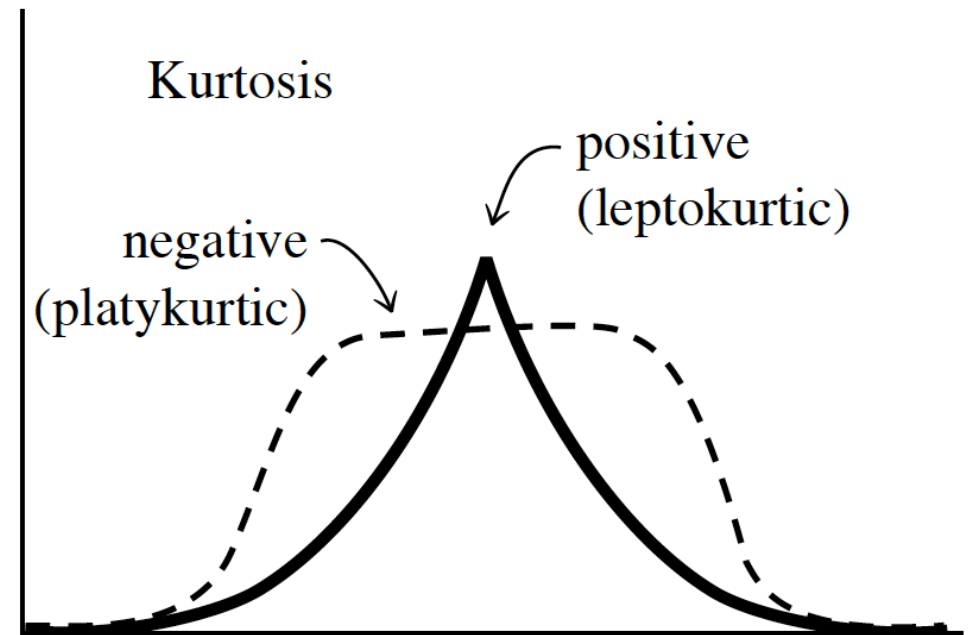 Kurtosis
positive
(leptokurtic)
negative
(platykurtic)